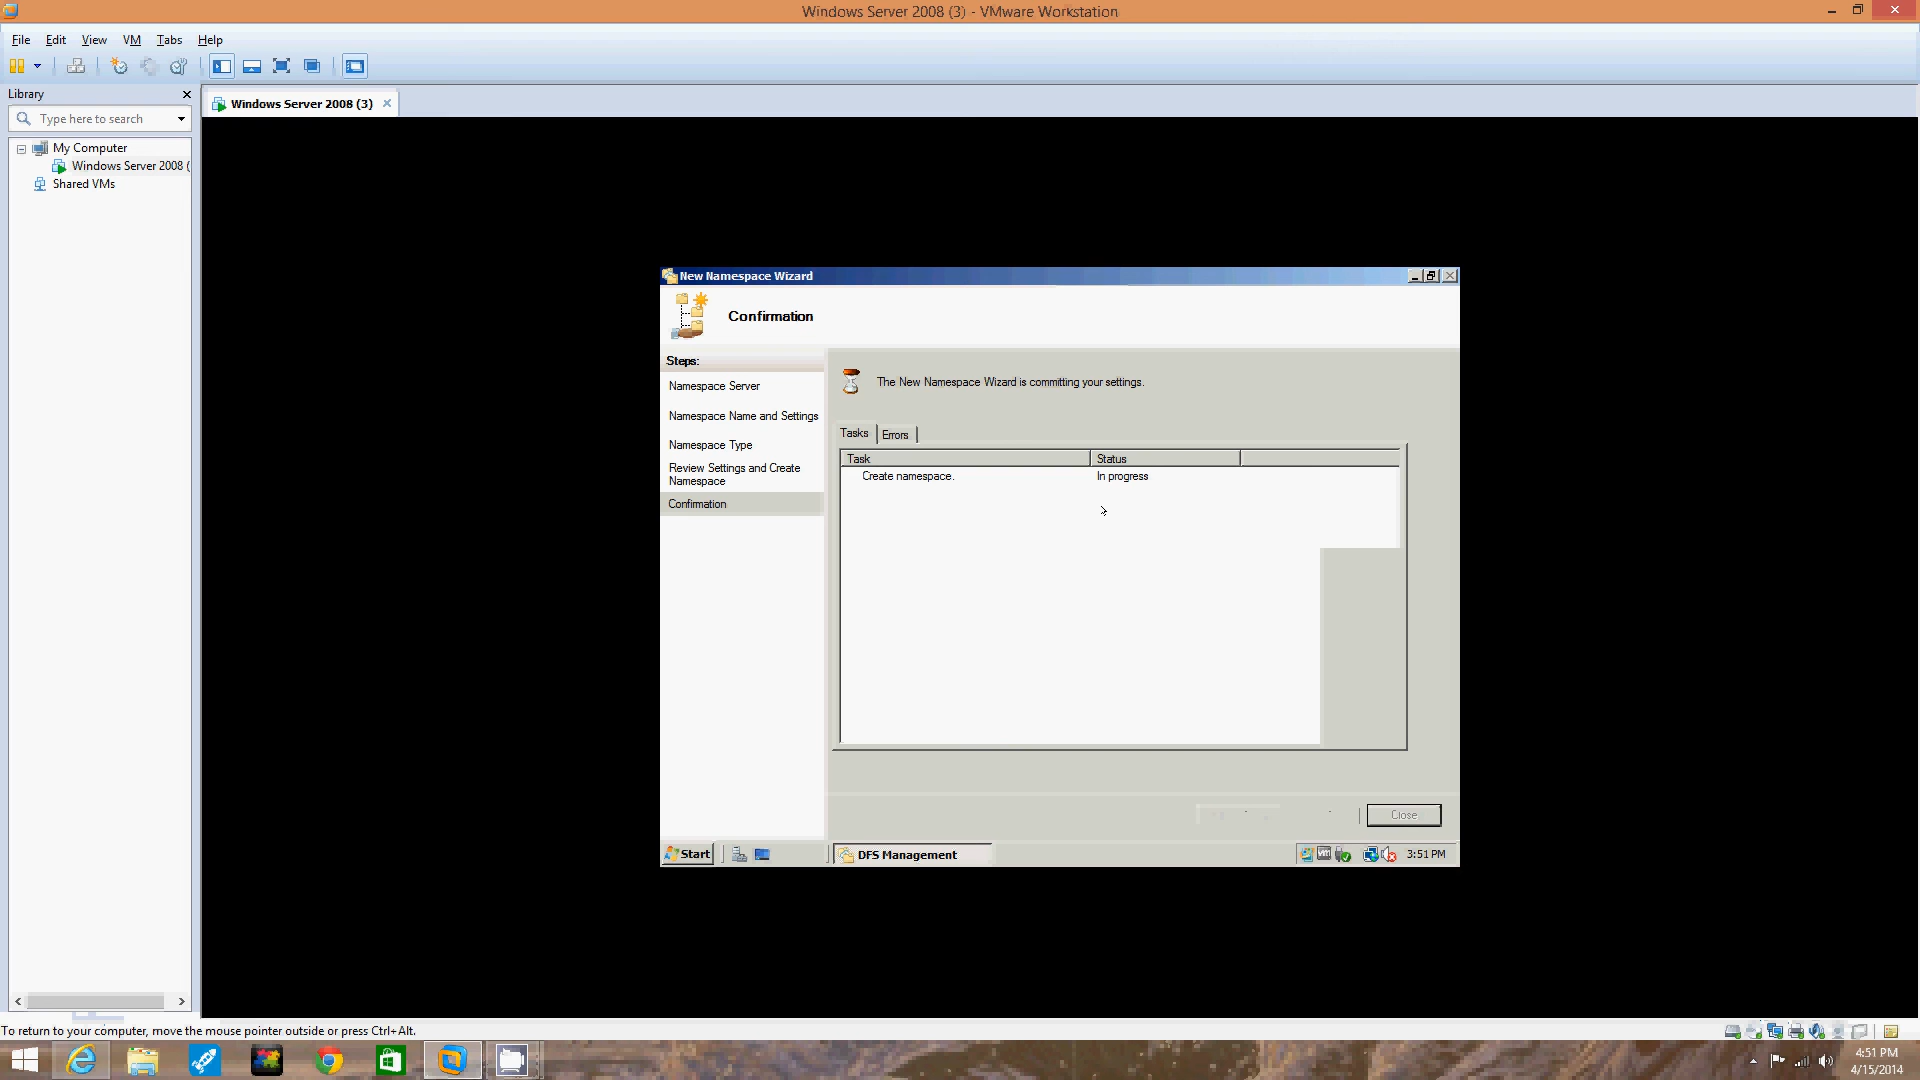 Windows Server 2008 (3) - VMware Workstation
File Edit View VM Tabs Help
Library
Windows Server 2008 (3)
Type here to search
My Computer
Windows Server 2008 (
Shared VMs
New Namespace Wizard
Confirmation
Steps:
Namespace Server
Namespace Name and Settings
Namespace Type
Review Settings and Create
Namespace
Confirmation
The New Namespace Wizard is committing your settings.
Tasks Errors
Task Status
Create namespace. In progress
Close
Start DFS Management 3:51 PM
To return to your computer, move the mouse pointer outside or press Ctrl+Alt.
4:51 PM
4/15/2014